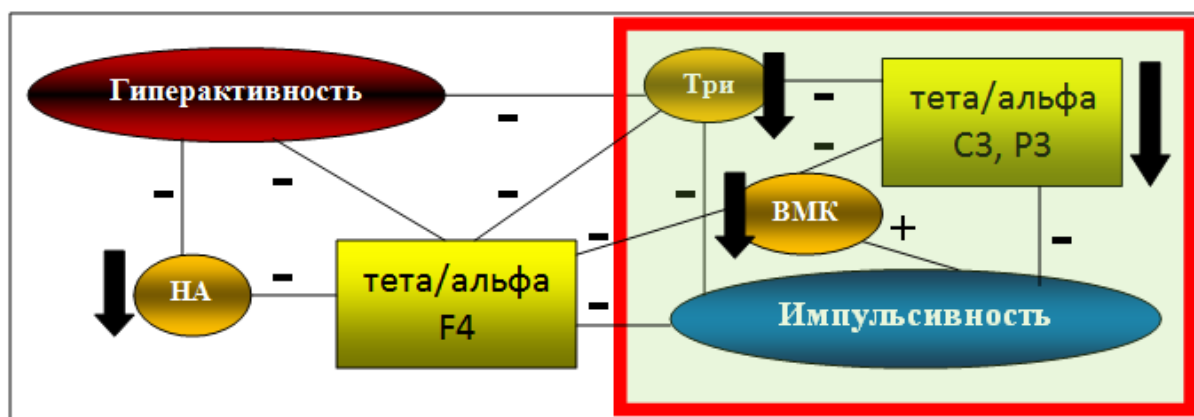 Гиперактивность
Три
тета/альфа
C3, P3
-
-
-
-
-
-
-
ВМК
-
+
-
НА
-
тета/альфа
F4
-
Импульсивность